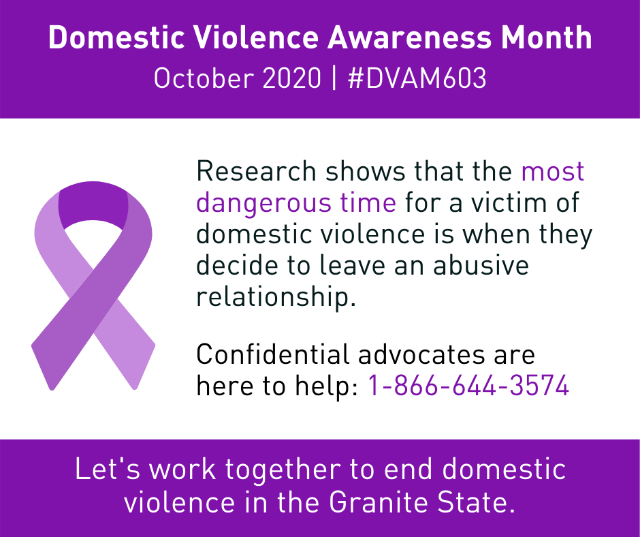 Domestic Violence Awareness Month
October 2020 | #DVAM603
Research shows that the most
dangerous time for a victim of
domestic violence is when they
decide to leave an abusive
relationship.
Confidential advocates are
here to help: 1-866-644-3574
Let's work together to end domestic
violence in the Granite State.